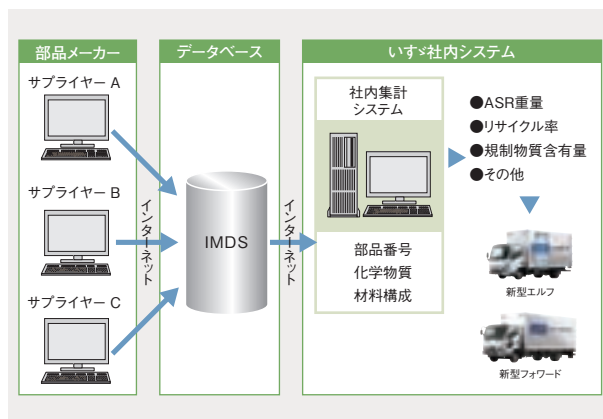 部品メーカー
サプライヤー A
サプライヤー B
サプライヤー C
インターネット
データベース
IMDS
インターネット
いすゞ社内システム
社内集計
システム
部品番号
化学物質
材料構成
●ASR重量
●リサイクル率
●規制物質含有量
●その他
新型エルフ
新型フォワード